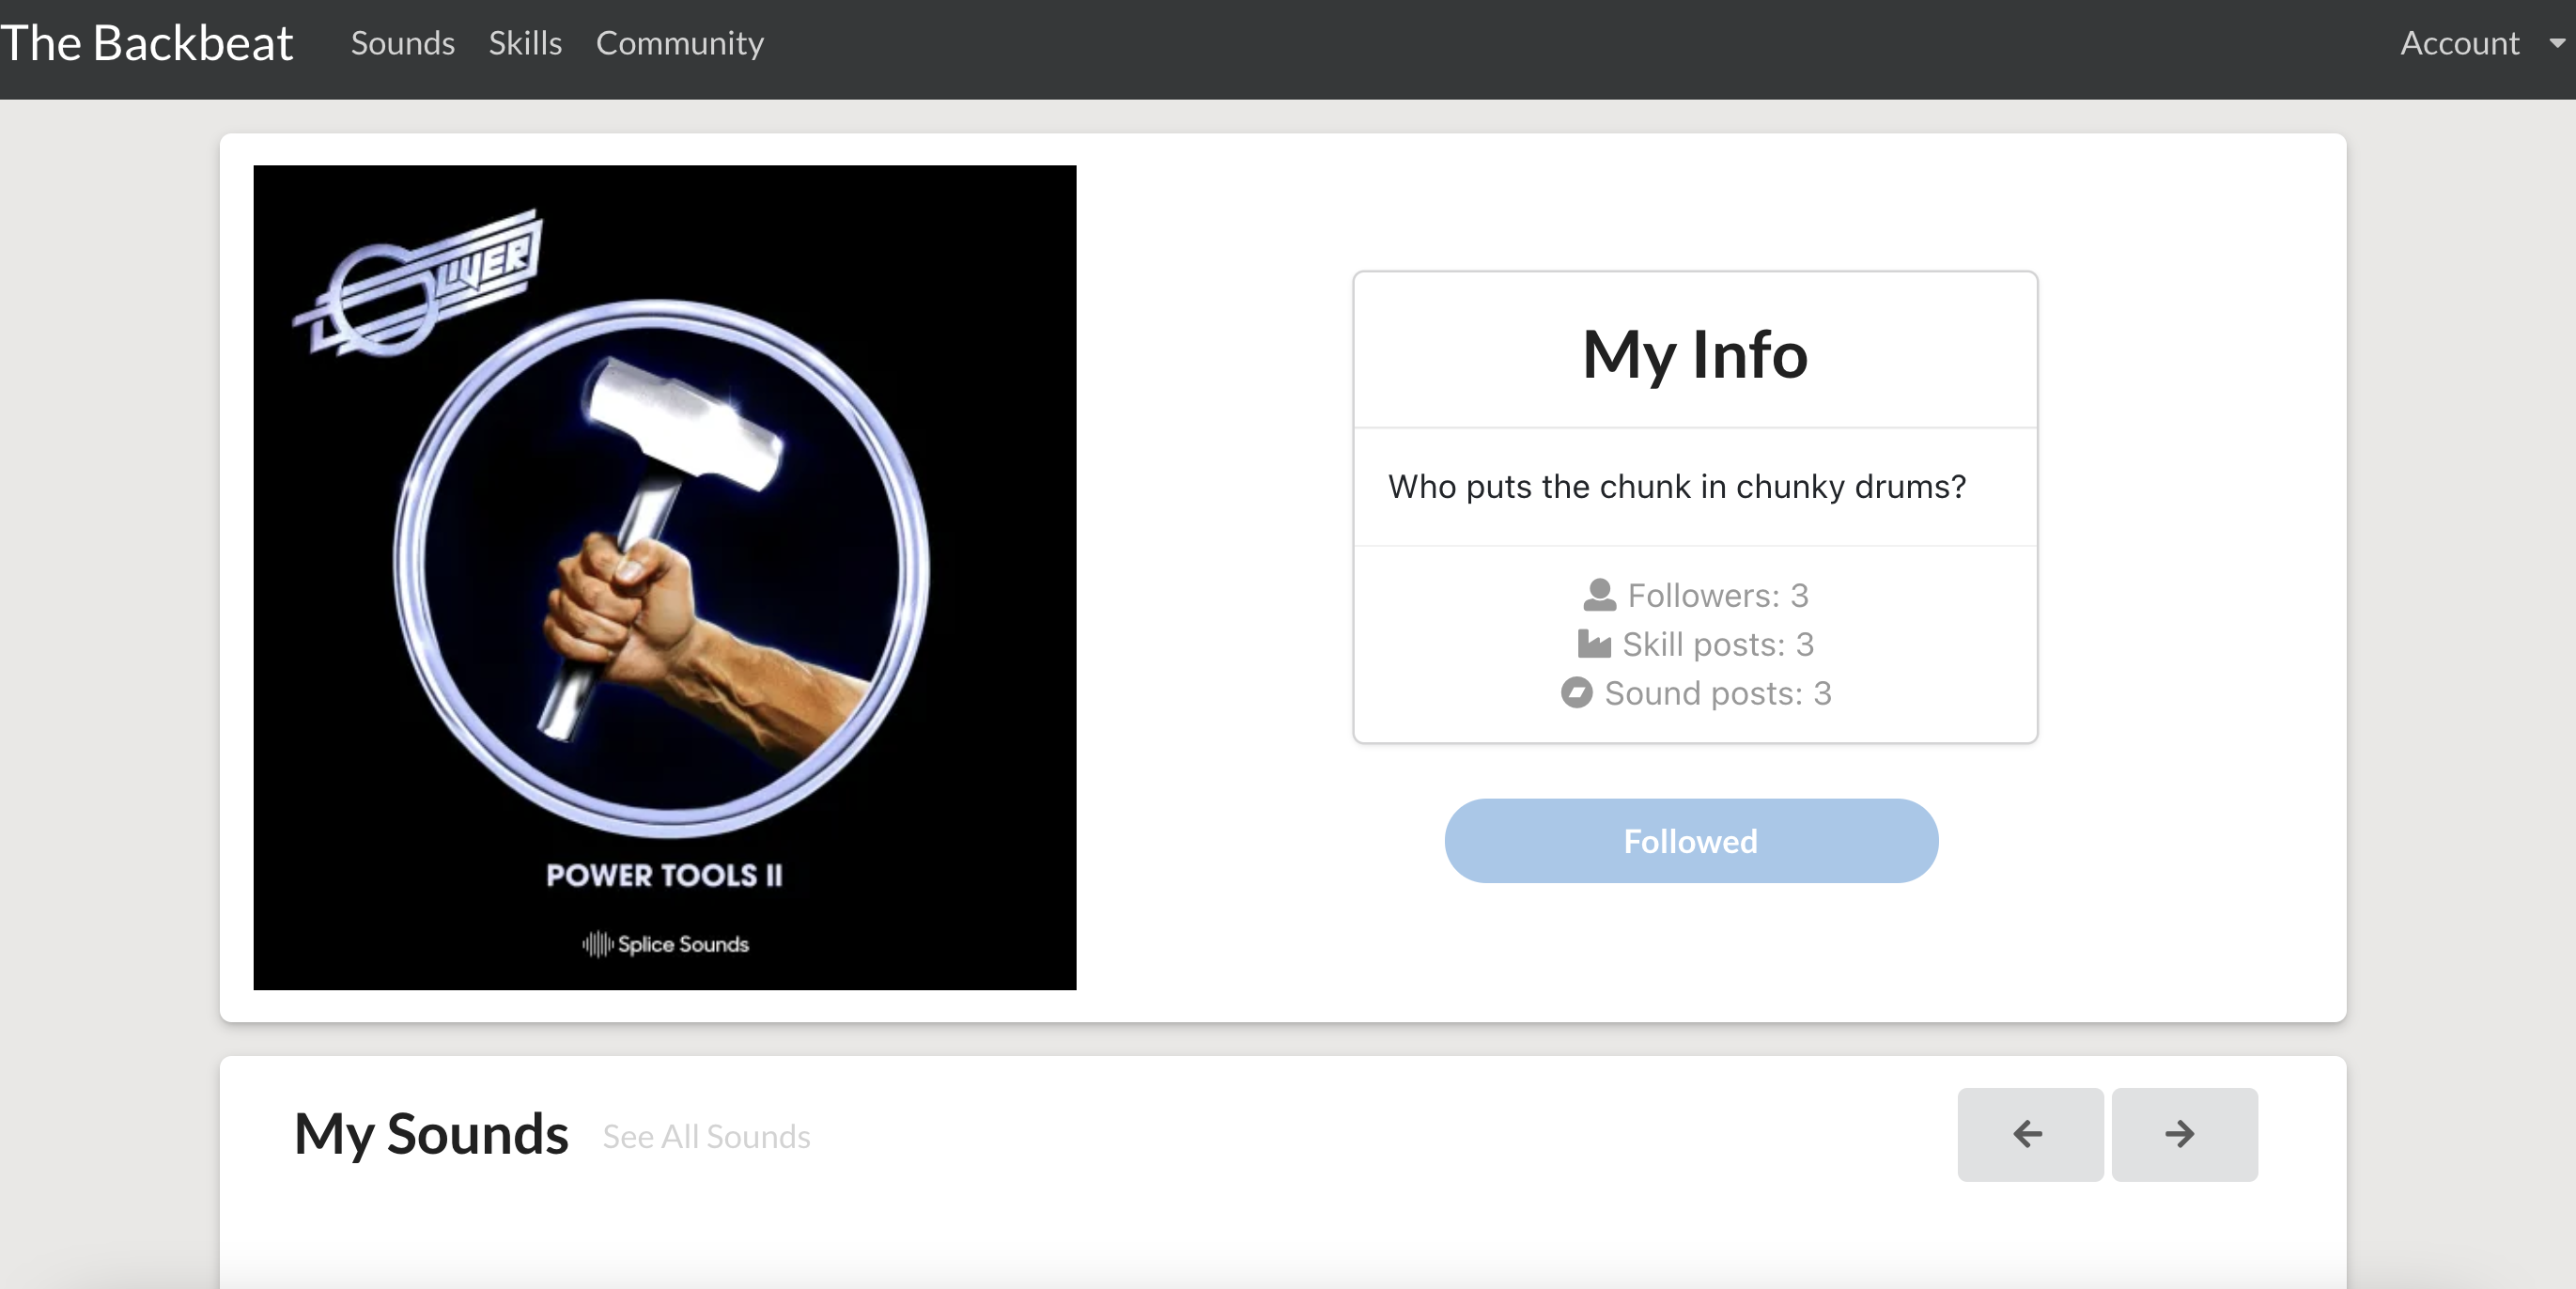 The Backbeat Sounds Skills Community Account
OLIVER
POWER TOOLS II
Splice Sounds
My Info
Who puts the chunk in chunky drums?
Followers: 3
Skill posts: 3
Sound posts: 3
Followed
My Sounds See All Sounds